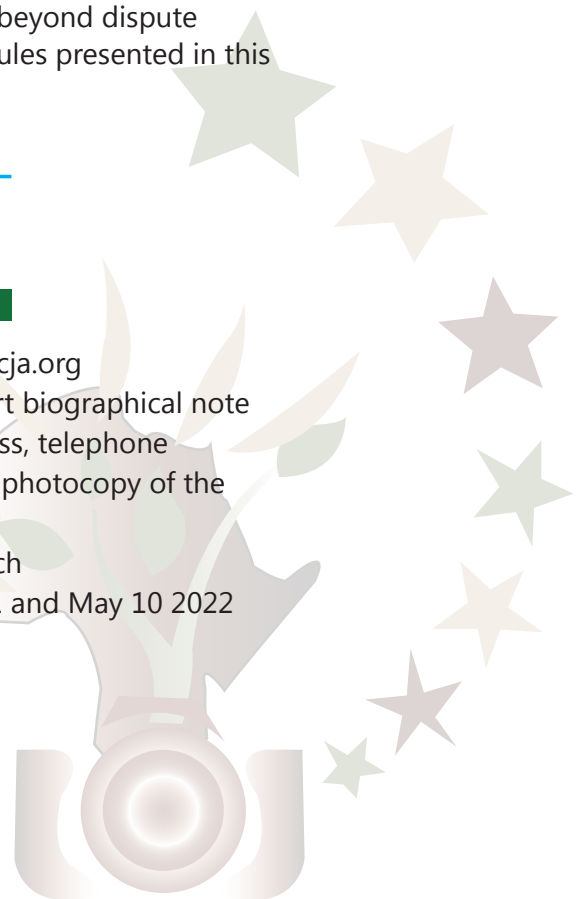 beyond dispute
ules presented in this
cja.org
rt biographical note
ss, telephone
photocopy of the
ch
and May 10 2022